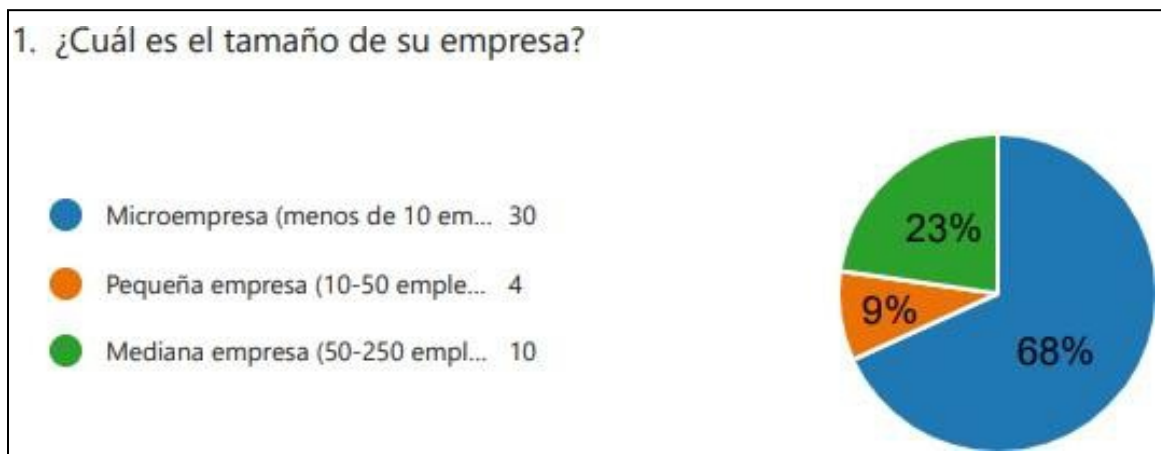 1. ¿Cuál es el tamaño de su empresa?
Microempresa (menos de 10 em... 30
Pequeña empresa (10-50 emple... 4
Mediana empresa (50-250 empl... 10
23%
9%
68%